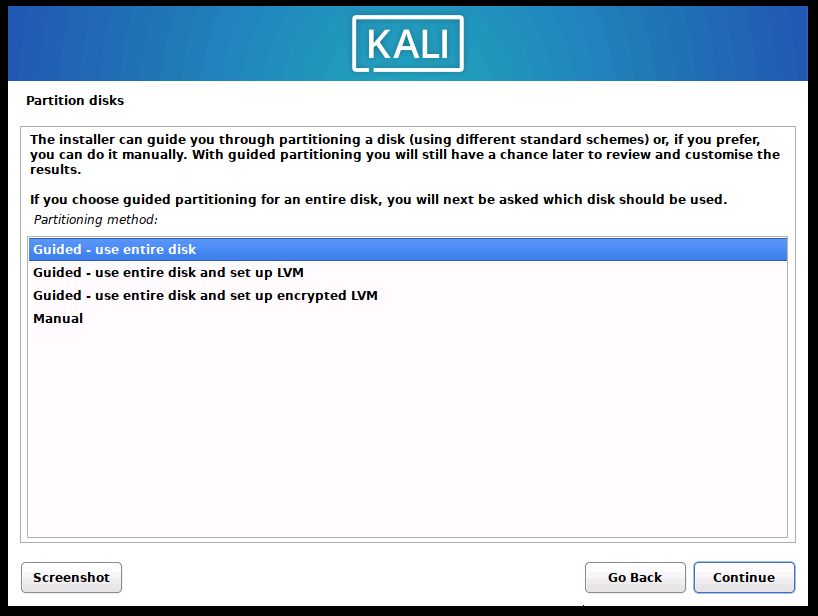 KALI
Partition disks
The installer can guide you through partitioning a disk (using different standard schemes) or, if you prefer,
you can do it manually. With guided partitioning you will still have a chance later to review and customise the
results.
If you choose guided partitioning for an entire disk, you will next be asked which disk should be used.
Partitioning method:
Guided - use entire disk
Guided - use entire disk and set up LVM
Guided - use entire disk and set up encrypted LVM
Manual
Screenshot
Go Back
Continue